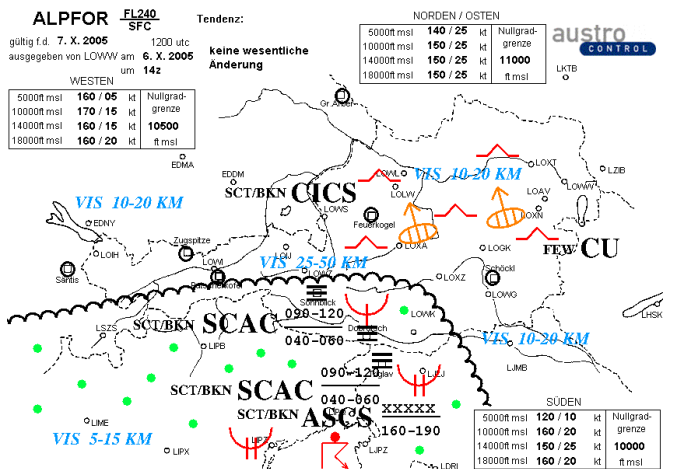 ALPFOR FL240
SFC
gültig f.d. 7. X. 2005 1200 utc
ausgegeben von LOWW am 6. X. 2005
um 14z
Tendenz:
keine wesentliche
Änderung
WESTEN
5000ft msl 160 / 05 kt Nullgrad-
10000ft msl 170 / 15 kt grenze
14000ft msl 160 / 15 kt 10500
18000ft msl 160 / 20 kt ft msl
NORDEN / OSTEN
5000ft msl 140 / 25 kt Nullgrad-
10000ft msl 150 / 25 kt grenze
14000ft msl 150 / 25 kt 11000
18000ft msl 150 / 25 kt ft msl
austro
CONTROL
LKTB
Gr.Arber
EDMA
EDDM
LOWL
VIS 10-20 KM
LOXT
LZIB
SCT/BKN CICS
LOLW
LOAV
LOWW
VIS 10-20 KM
LOWS
Feuerkogel
LOXN
EDNY
Zugspitze
LOIH
LOIJ
LOXA
LOGK
FEW CU
LOWI
VIS 25-50 KM
Säntis
LOWZ
LOXZ
Schöckl
Sonnblick
LOWG
LHSK
SCT/BKN SCAC
090-120
040-060
LOWK
LSZS
LIPB
VIS 10-20 KM
LJMB
090-120
LJEJ
SCT/BKN SCAC
040-060
SCT/BKN ASCS
XXXXX
160-190
LIME
VIS 5-15 KM
LIPX
LIPZ
LJPZ
LDRI
SÜDEN
5000ft msl 120 / 10 kt Nullgrad-
10000ft msl 160 / 20 kt grenze
14000ft msl 150 / 25 kt 10000
18000ft msl 160 / 20 kt ft msl